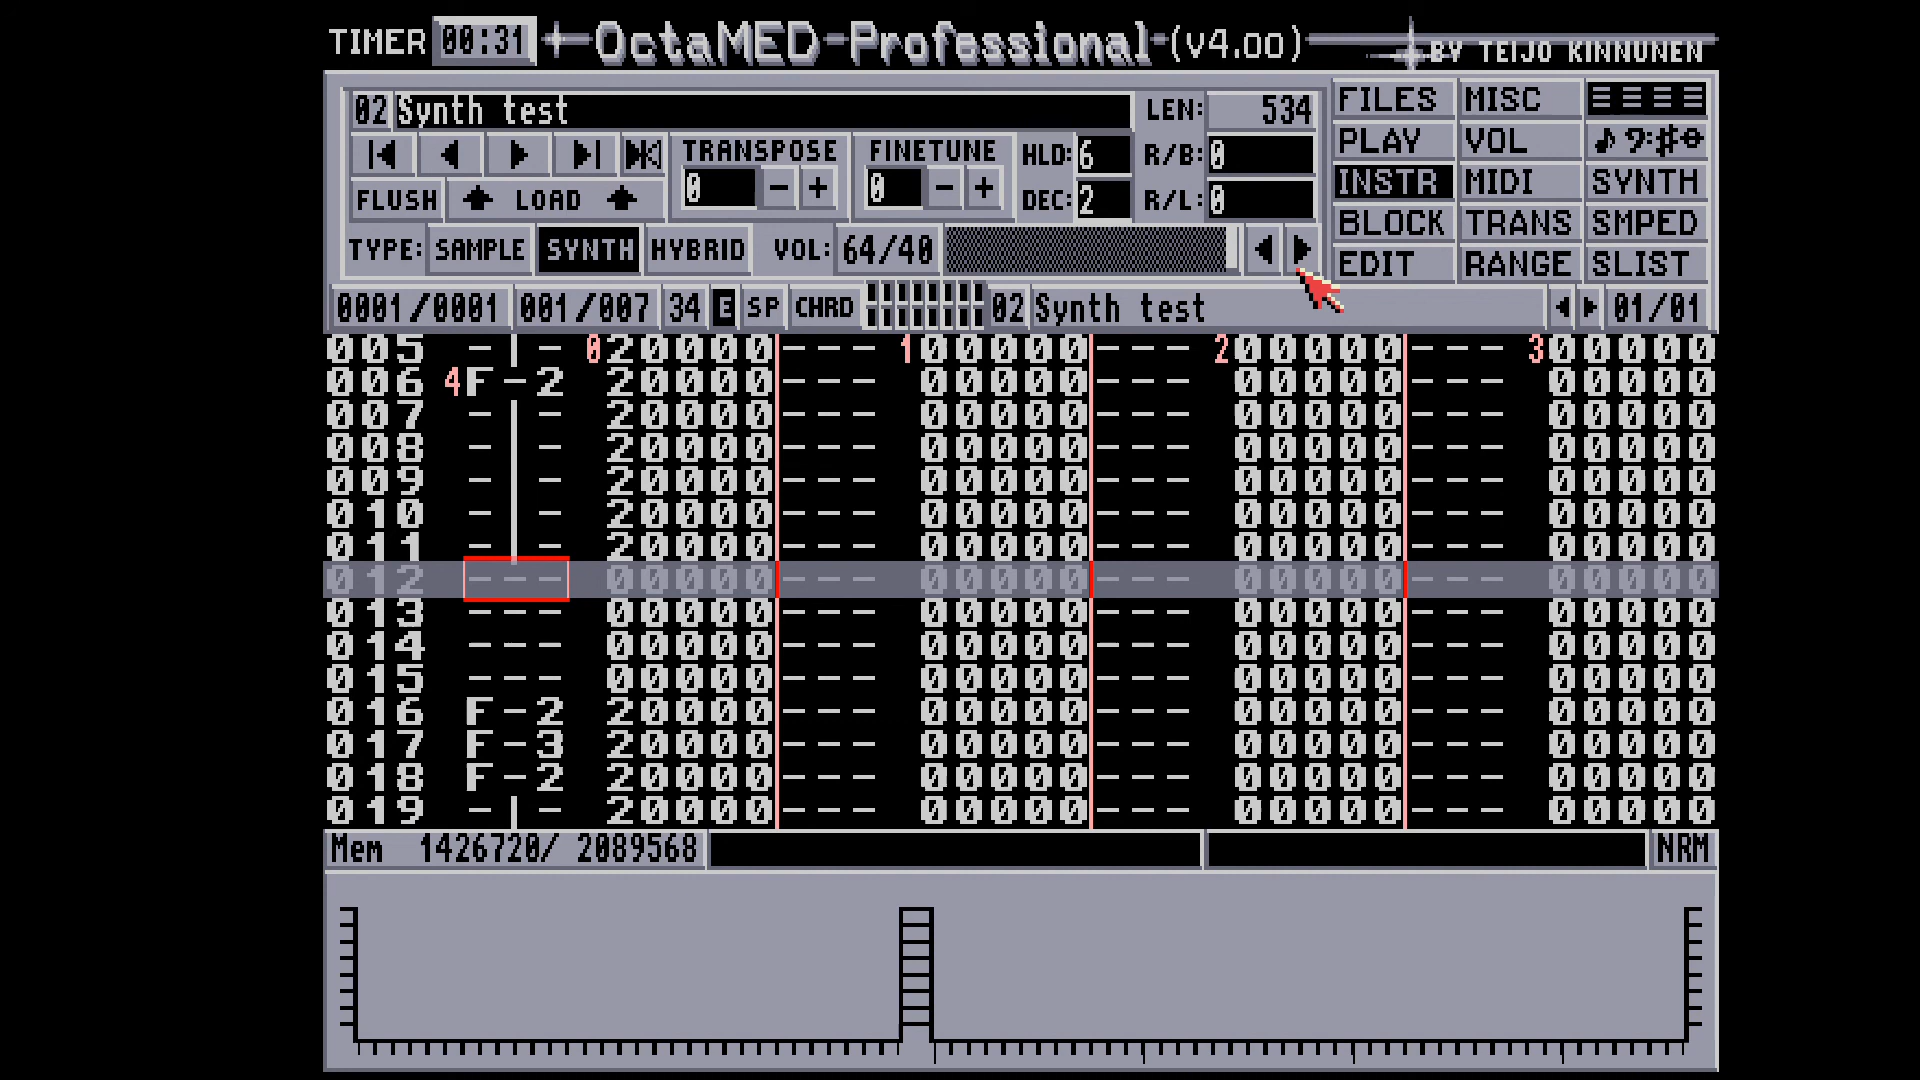 TIMER 00:31 OctaMED-Professional-(v4.00) BY TEIJO KINNUNEN
02 Synth test LEN: 534 FILES MISC
TRANSPOSE FINETUNE HLD: 6 R/B: 0 PLAY VOL
0 - + 0 - + INSTR MIDI SYNTH
FLUSH LOAD DEC: 2 R/L: 0 BLOCK TRANS SMPED
TYPE: SAMPLE SYNTH HYBRID VOL: 64/40 EDIT RANGE SLIST
0001/0001 001/007 34 E SP CHRD 02 Synth test 01/01
005 - | - 0 20000 --- 1 00000 --- 2 00000 --- 3 00000
006 4 F-2 20000 --- 00000 --- 00000 --- 00000
007 - | - 20000 --- 00000 --- 00000 --- 00000
008 - | - 20000 --- 00000 --- 00000 --- 00000
009 - | - 20000 --- 00000 --- 00000 --- 00000
010 - | - 20000 --- 00000 --- 00000 --- 00000
011 - | - 20000 --- 00000 --- 00000 --- 00000
012 --- 00000 --- 00000 --- 00000 --- 00000
013 --- 00000 --- 00000 --- 00000 --- 00000
014 --- 00000 --- 00000 --- 00000 --- 00000
015 --- 00000 --- 00000 --- 00000 --- 00000
016 F-2 20000 --- 00000 --- 00000 --- 00000
017 F-3 20000 --- 00000 --- 00000 --- 00000
018 F-2 20000 --- 00000 --- 00000 --- 00000
019 - | - 20000 --- 00000 --- 00000 --- 00000
Mem 1426720/ 2089568 NRM